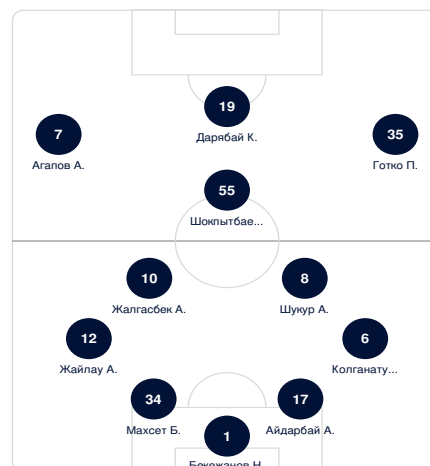 19
7
35
Дарябай К.
Агапов А.
Готко П.
55
Шокпытбае...
10
8
Жалгасбек А.
Шукур А.
12
6
Жайлау А.
Колганату...
34
17
Махсет Б.
Айдарбай А.
1
Бекежанов Н.